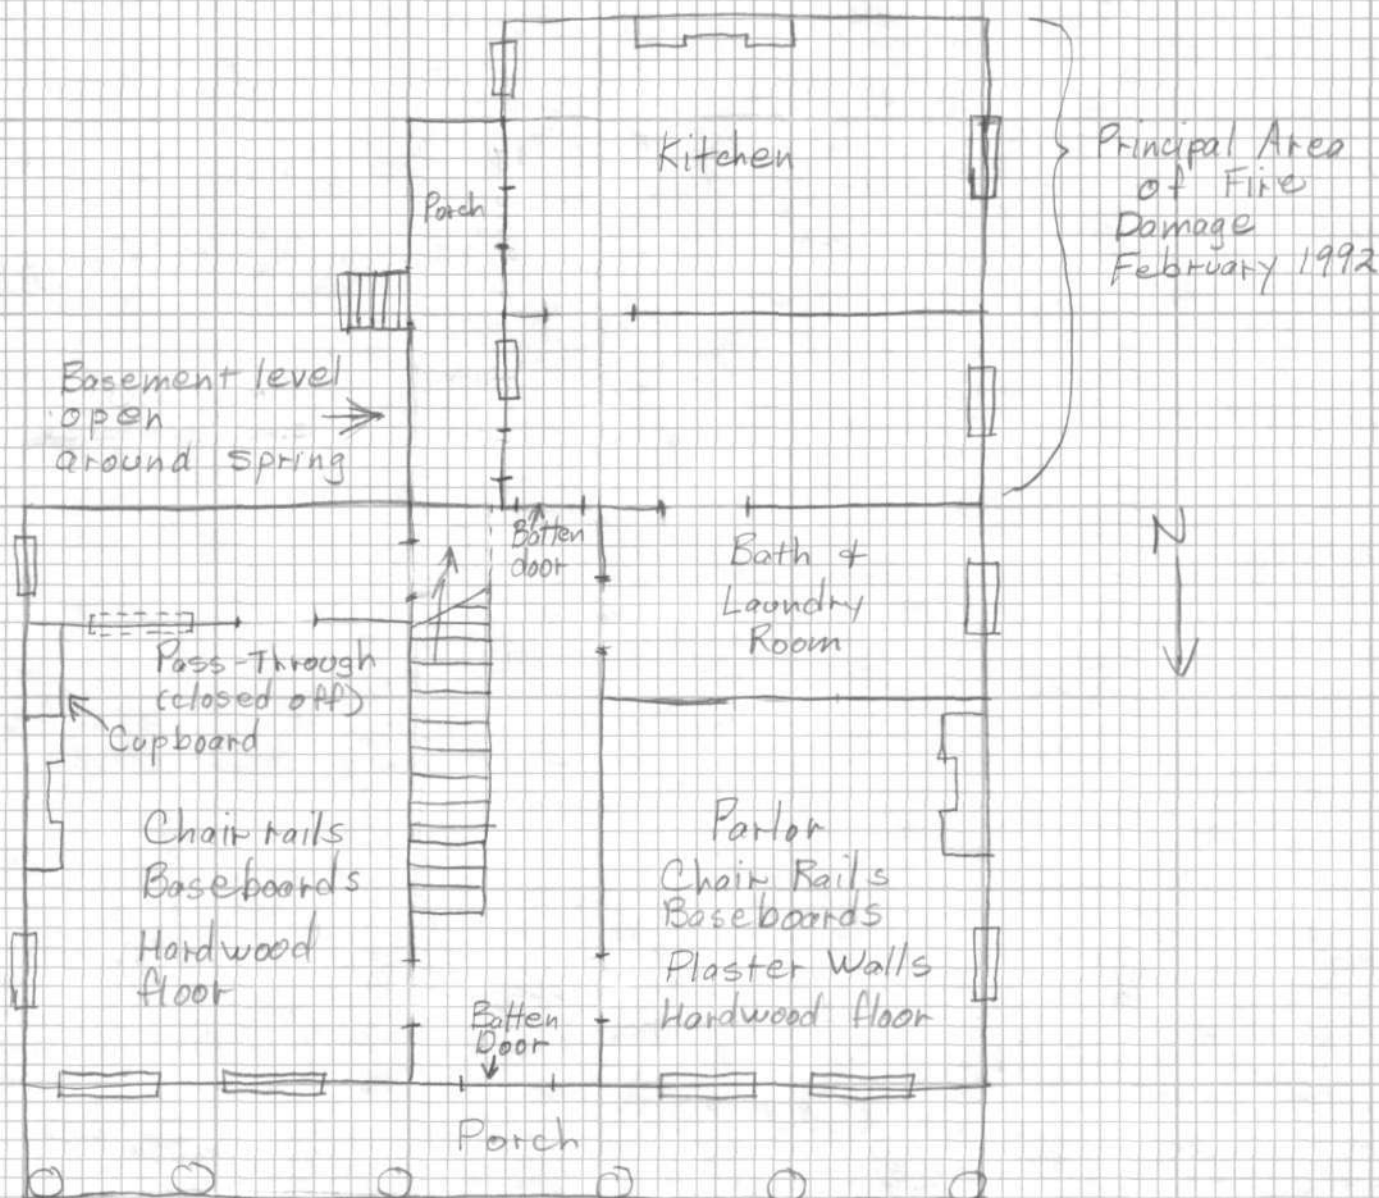 Kitchen
Principal Area
of Fire
Damage
February 1992
Porch
Basement level
open
around spring
Batten
door
Bath &
Laundry
Room
N
Pass-Through
(closed off)
Cupboard
Chair rails
Baseboards
Hardwood
floor
Parlor
Chair Rails
Baseboards
Plaster Walls
Hardwood floor
Batten
Door
Porch